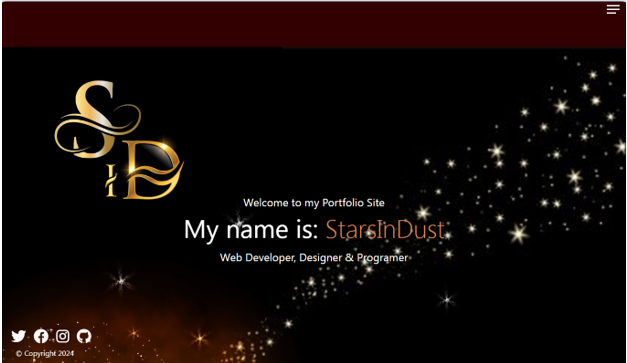 SiD
Welcome to my Portfolio Site
My name is: StarsInDust
Web Developer, Designer & Programer
© Copyright 2024